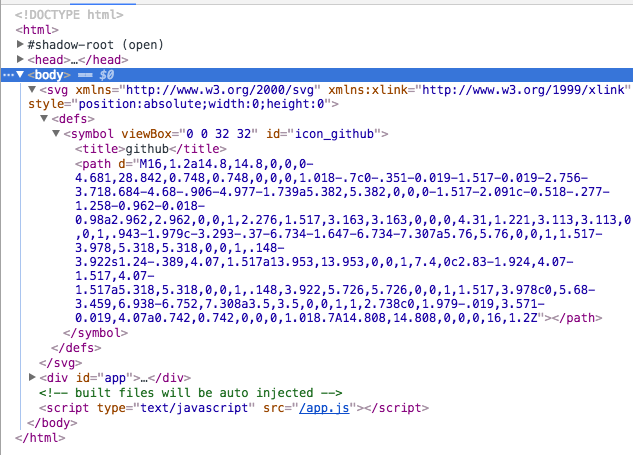 <!DOCTYPE html>
<html>
▶#shadow-root (open)
▶<head>…</head>
…▼<body> == $0
▼<svg xmlns="http://www.w3.org/2000/svg" xmlns:xlink="http://www.w3.org/1999/xlink"
style="position:absolute;width:0;height:0">
▼<defs>
▼<symbol viewBox="0 0 32 32" id="icon_github">
<title>github</title>
<path d="M16,1.2a14.8,14.8,0,0,0-
4.681,28.842,0.748,0.748,0,0,0,1.018-.7c0-.351-0.019-1.517-0.019-2.756-
3.718.684-4.68-.906-4.977-1.739a5.382,5.382,0,0,0-1.517-2.091c-0.518-.277-
1.258-0.962-0.018-
0.98a2.962,2.962,0,0,1,2.276,1.517,3.163,3.163,0,0,0,4.31,1.221,3.113,3.113,0
,0,1,.943-1.979c-3.293-.37-6.734-1.647-6.734-7.307a5.76,5.76,0,0,1,1.517-
3.978,5.318,5.318,0,0,1,.148-
3.922s1.24-.389,4.07,1.517a13.953,13.953,0,0,1,7.4,0c2.83-1.924,4.07-
1.517,4.07-
1.517a5.318,5.318,0,0,1,.148,3.922,5.726,5.726,0,0,1,1.517,3.978c0,5.68-
3.459,6.938-6.752,7.308a3.5,3.5,0,0,1,1,2.738c0,1.979-.019,3.571-
0.019,4.07a0.742,0.742,0,0,0,1.018.7A14.808,14.808,0,0,0,16,1.2Z"></path>
</symbol>
</defs>
</svg>
▶<div id="app">…</div>
<!-- built files will be auto injected -->
<script type="text/javascript" src="/app.js"></script>
</body>
</html>